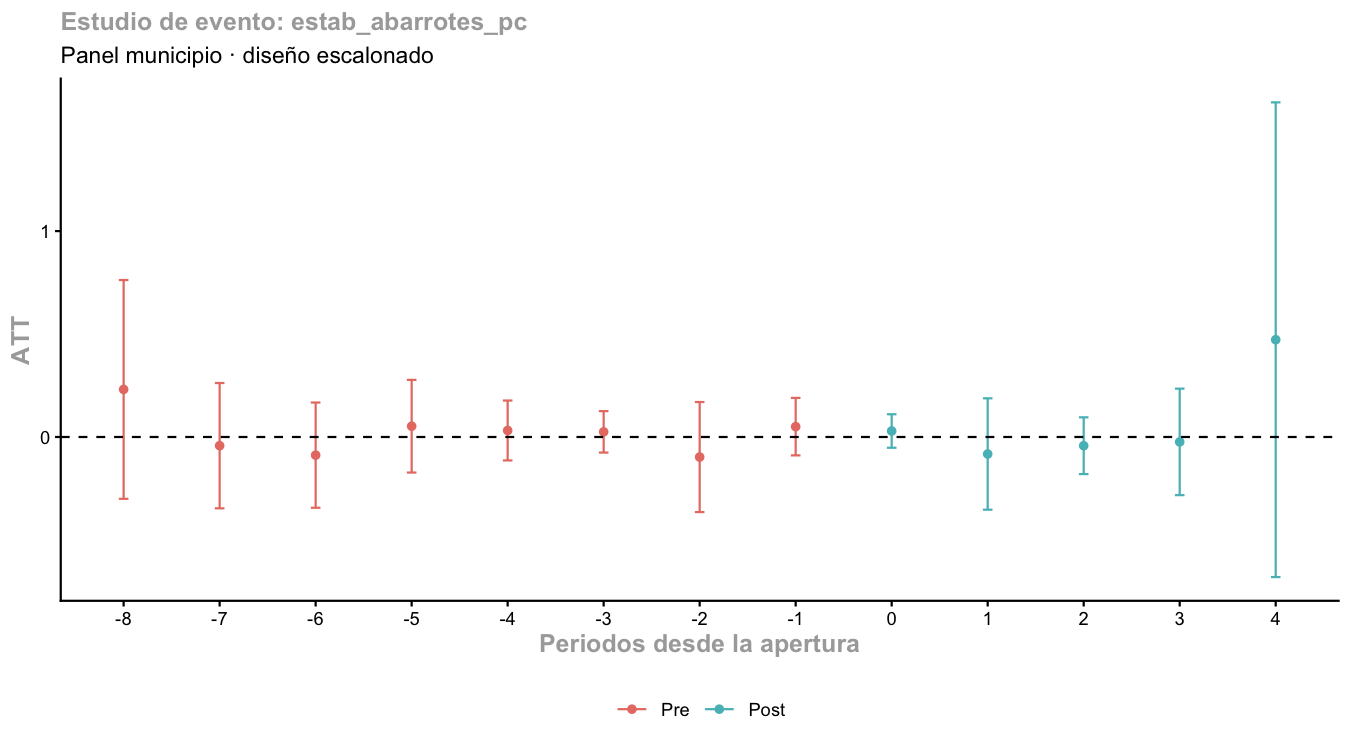 Estudio de evento: estab_abarrotes_pc
Panel municipio · diseño escalonado
ATT
1
0
-8 -7 -6 -5 -4 -3 -2 -1 0 1 2 3 4
Periodos desde la apertura
Pre Post